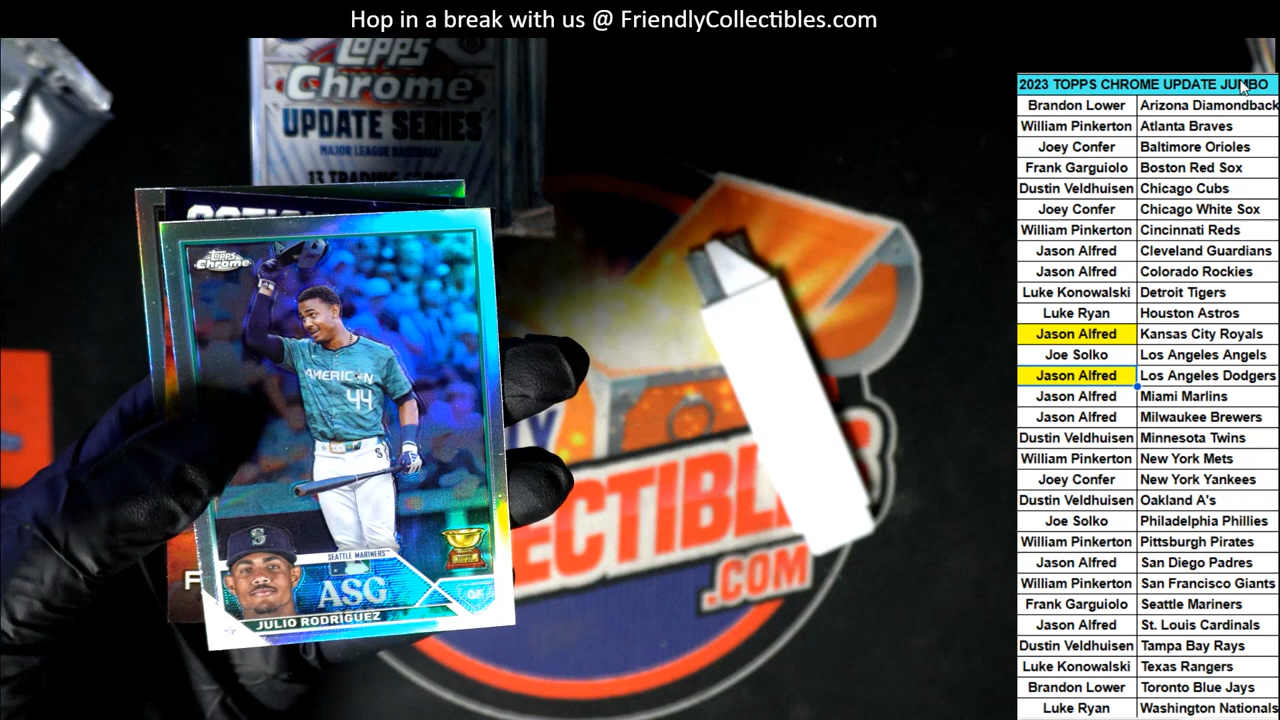 Hop in a break with us @ FriendlyCollectibles.com
Topps
Chrome
UPDATE SERIES
MAJOR LEAGUE BASEBALL
Topps
Chrome
AMERICAN
44
SEATTLE MARINERS
ASG
OF
JULIO RODRIGUEZ
.COM
2023 TOPPS CHROME UPDATE JUMBO
Brandon Lower Arizona Diamondback
William Pinkerton Atlanta Braves
Joey Confer Baltimore Orioles
Frank Garguiolo Boston Red Sox
Dustin Veldhuisen Chicago Cubs
Joey Confer Chicago White Sox
William Pinkerton Cincinnati Reds
Jason Alfred Cleveland Guardians
Jason Alfred Colorado Rockies
Luke Konowalski Detroit Tigers
Luke Ryan Houston Astros
Jason Alfred Kansas City Royals
Joe Solko Los Angeles Angels
Jason Alfred Los Angeles Dodgers
Jason Alfred Miami Marlins
Jason Alfred Milwaukee Brewers
Dustin Veldhuisen Minnesota Twins
William Pinkerton New York Mets
Joey Confer New York Yankees
Dustin Veldhuisen Oakland A's
Joe Solko Philadelphia Phillies
William Pinkerton Pittsburgh Pirates
Jason Alfred San Diego Padres
William Pinkerton San Francisco Giants
Frank Garguiolo Seattle Mariners
Jason Alfred St. Louis Cardinals
Dustin Veldhuisen Tampa Bay Rays
Luke Konowalski Texas Rangers
Brandon Lower Toronto Blue Jays
Luke Ryan Washington Nationals